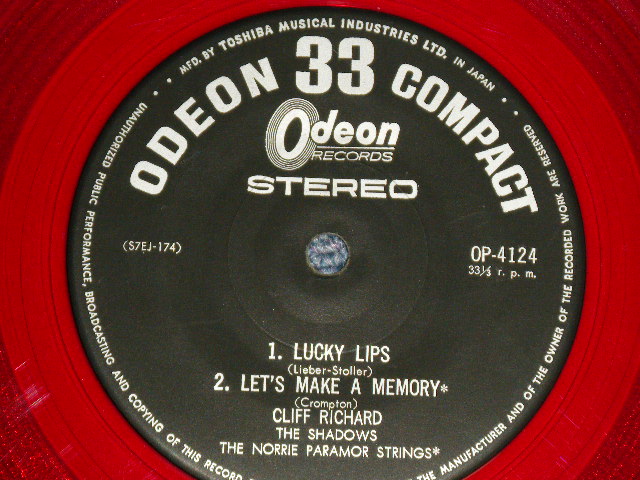 MFD. BY TOSHIBA MUSICAL INDUSTRIES LTD. IN JAPAN
ODEON 33 COMPACT
Odeon
RECORDS
STEREO
(S7EJ-174)
OP-4124
33⅓ r. p. m.
1. LUCKY LIPS
(Lieber-Stoller)
2. LET'S MAKE A MEMORY*
(Crompton)
CLIFF RICHARD
THE SHADOWS
THE NORRIE PARAMOR STRINGS*
UNAUTHORIZED PUBLIC PERFORMANCE, BROADCASTING AND COPYING OF THIS RECORD
THE MANUFACTURER AND OF THE OWNER OF THE RECORDED WORK ARE RESERVED